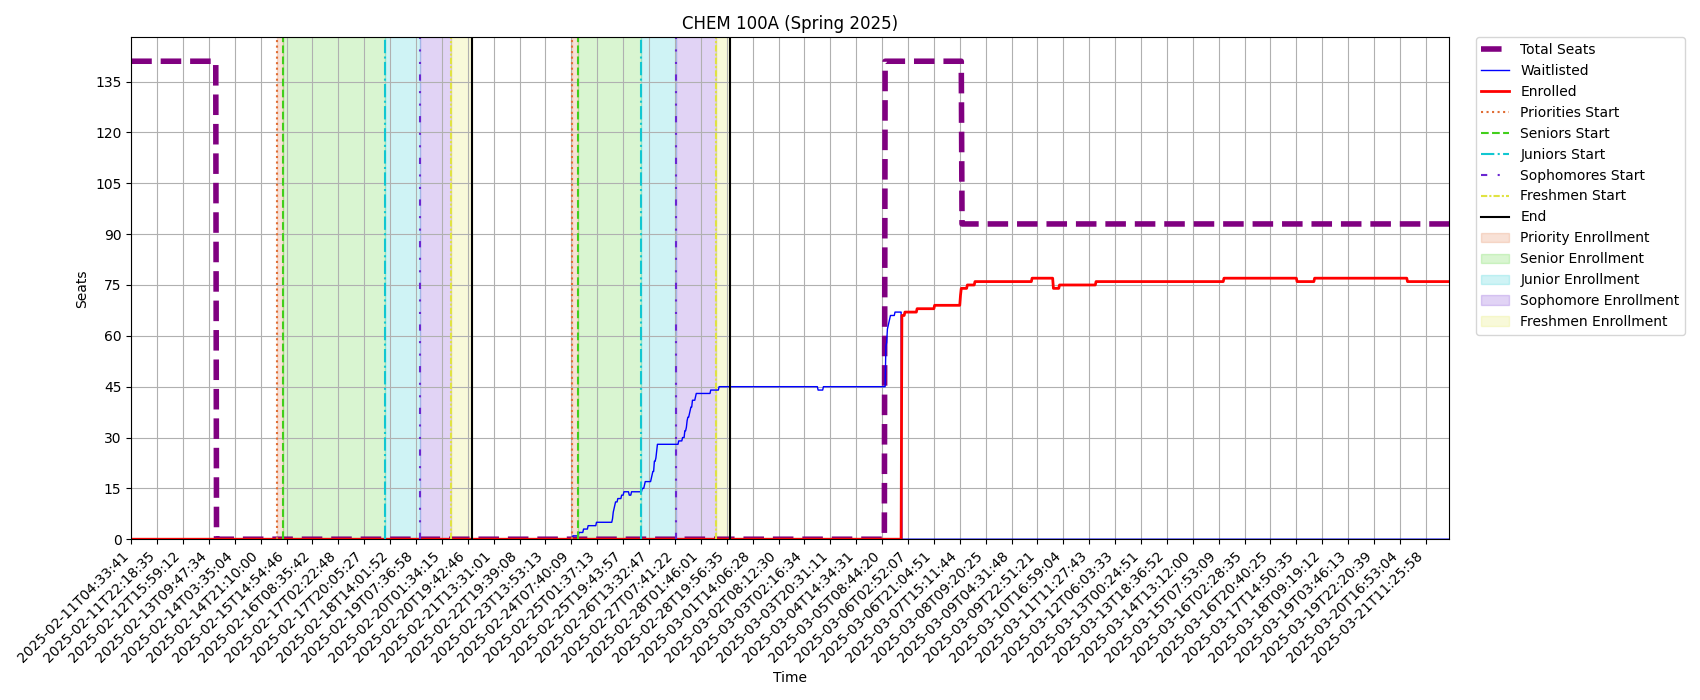 CHEM 100A (Spring 2025)
Seats
135
120
105
90
75
60
45
30
15
0
2025-02-11T04:33:41
2025-02-11T22:18:35
2025-02-12T15:59:12
2025-02-13T09:47:34
2025-02-14T03:35:04
2025-02-14T21:10:00
2025-02-15T14:54:46
2025-02-16T08:35:42
2025-02-17T02:22:48
2025-02-17T20:05:27
2025-02-18T14:01:52
2025-02-19T07:36:58
2025-02-20T01:34:15
2025-02-20T19:42:46
2025-02-21T13:31:01
2025-02-22T19:39:08
2025-02-23T13:53:13
2025-02-24T07:40:09
2025-02-25T01:37:13
2025-02-25T19:43:57
2025-02-26T13:32:47
2025-02-27T07:41:22
2025-02-28T01:46:01
2025-02-28T19:56:35
2025-03-01T14:06:28
2025-03-02T08:12:30
2025-03-03T02:16:34
2025-03-03T20:31:11
2025-03-04T14:34:31
2025-03-05T08:44:20
2025-03-06T02:52:07
2025-03-06T21:04:51
2025-03-07T15:11:44
2025-03-08T09:20:25
2025-03-09T04:31:48
2025-03-09T22:51:21
2025-03-10T16:59:04
2025-03-11T11:27:43
2025-03-12T06:03:33
2025-03-13T00:24:51
2025-03-13T18:36:52
2025-03-14T13:12:00
2025-03-15T07:53:09
2025-03-16T02:28:35
2025-03-16T20:40:25
2025-03-17T14:50:35
2025-03-18T09:19:12
2025-03-19T03:46:13
2025-03-19T22:20:39
2025-03-20T16:53:04
2025-03-21T11:25:58
Time
Total Seats
Waitlisted
Enrolled
Priorities Start
Seniors Start
Juniors Start
Sophomores Start
Freshmen Start
End
Priority Enrollment
Senior Enrollment
Junior Enrollment
Sophomore Enrollment
Freshmen Enrollment